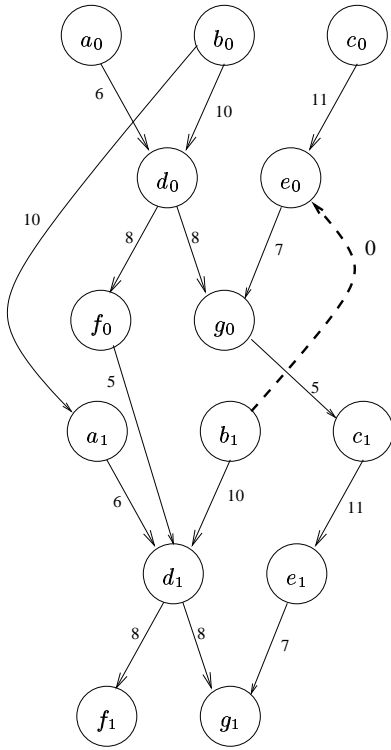 a₀ b₀ c₀
6 10 11
d₀ e₀
10 8 8 7 0
f₀ g₀
5 5
a₁ b₁ c₁
6 10 11
d₁ e₁
8 8 7
f₁ g₁